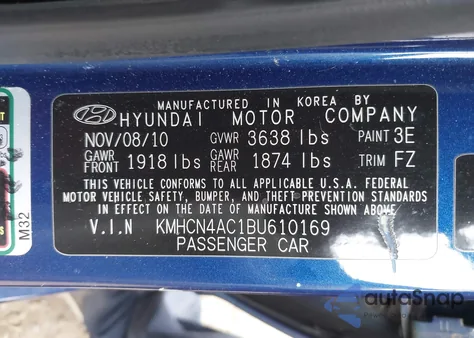 MANUFACTURED IN KOREA BY
HYUNDAI MOTOR COMPANY
NOV/08/10 GVWR 3638 lbs PAINT 3E
GAWR FRONT 1918 lbs GAWR REAR 1874 lbs TRIM FZ
THIS VEHICLE CONFORMS TO ALL APPLICABLE U.S.A. FEDERAL
MOTOR VEHICLE SAFETY, BUMPER, AND THEFT PREVENTION STANDARDS
IN EFFECT ON THE DATE OF MANUFACTURE SHOWN ABOVE.
V.I.N KMHCN4AC1BU610169
PASSENGER CAR
M32
autoSnap